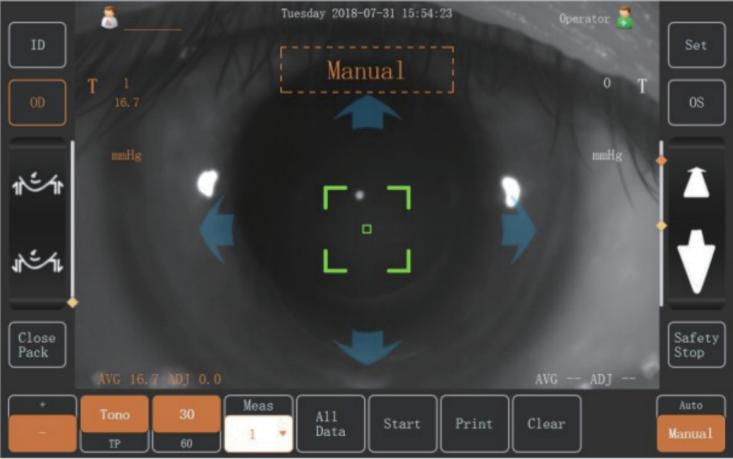 Tuesday 2018-07-31 15:54:23
Operator
ID
Set
Manual
T 1
16.7
0 T
OD
OS
mmHg
mmHg
Close
Pack
Safety
Stop
AVG 16.7 ADJ 0.0
AVG -- ADJ --
+
-
Tono
TP
30
60
Meas
1
All
Data
Start
Print
Clear
Auto
Manual